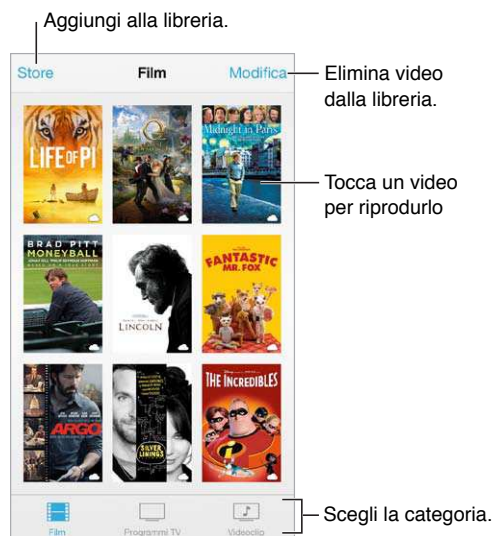 Aggiungi alla libreria.
Store
Film
Modifica
Elimina video
dalla libreria.
LIFE OF PI
Midnight in Paris
Tocca un video
per riprodurlo
BRAD PITT
MONEYBALL
LINCOLN
FANTASTIC
MR. FOX
ARGO
SILVER
LININGS
THE INCREDIBLES
Film
Programmi TV
Videoclip
Scegli la categoria.